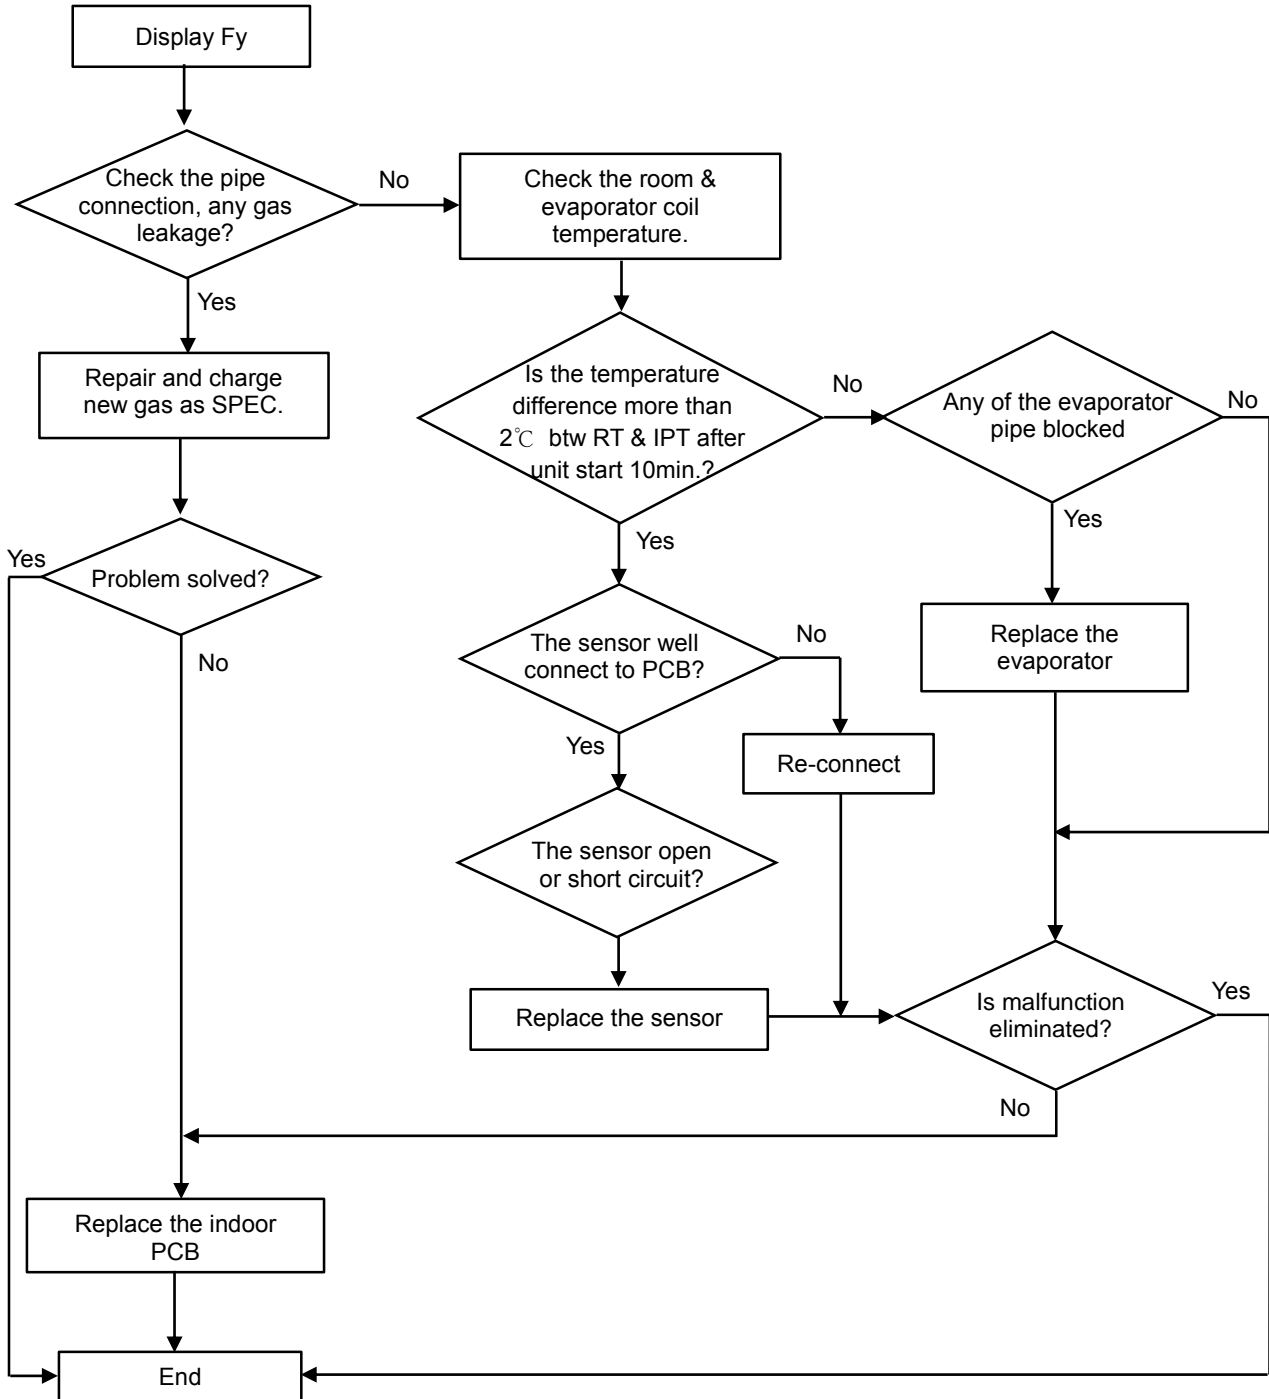 Display Fy
Check the pipe
connection, any gas
leakage?
No
Check the room &
evaporator coil
temperature.
Yes
Repair and charge
new gas as SPEC.
Is the temperature
difference more than
2℃ btw RT & IPT after
unit start 10min.?
No
Any of the evaporator
pipe blocked
No
Yes
Yes
Yes
Problem solved?
No
The sensor well
connect to PCB?
No
Replace the
evaporator
Yes
Re-connect
The sensor open
or short circuit?
Replace the sensor
Is malfunction
eliminated?
Yes
No
Replace the indoor
PCB
End